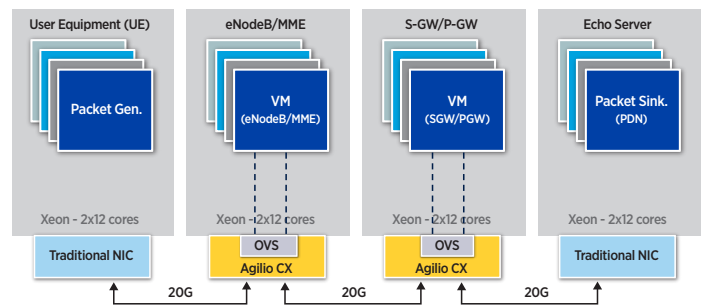 User Equipment (UE)
eNodeB/MME
S-GW/P-GW
Echo Server
Packet Gen.
VM
(eNodeB/MME)
VM
(SGW/PGW)
Packet Sink.
(PDN)
Xeon - 2x12 cores
Xeon - 2x12 cores
Xeon - 2x12 cores
Xeon - 2x12 cores
Traditional NIC
OVS
Agilio CX
OVS
Agilio CX
Traditional NIC
20G
20G
20G